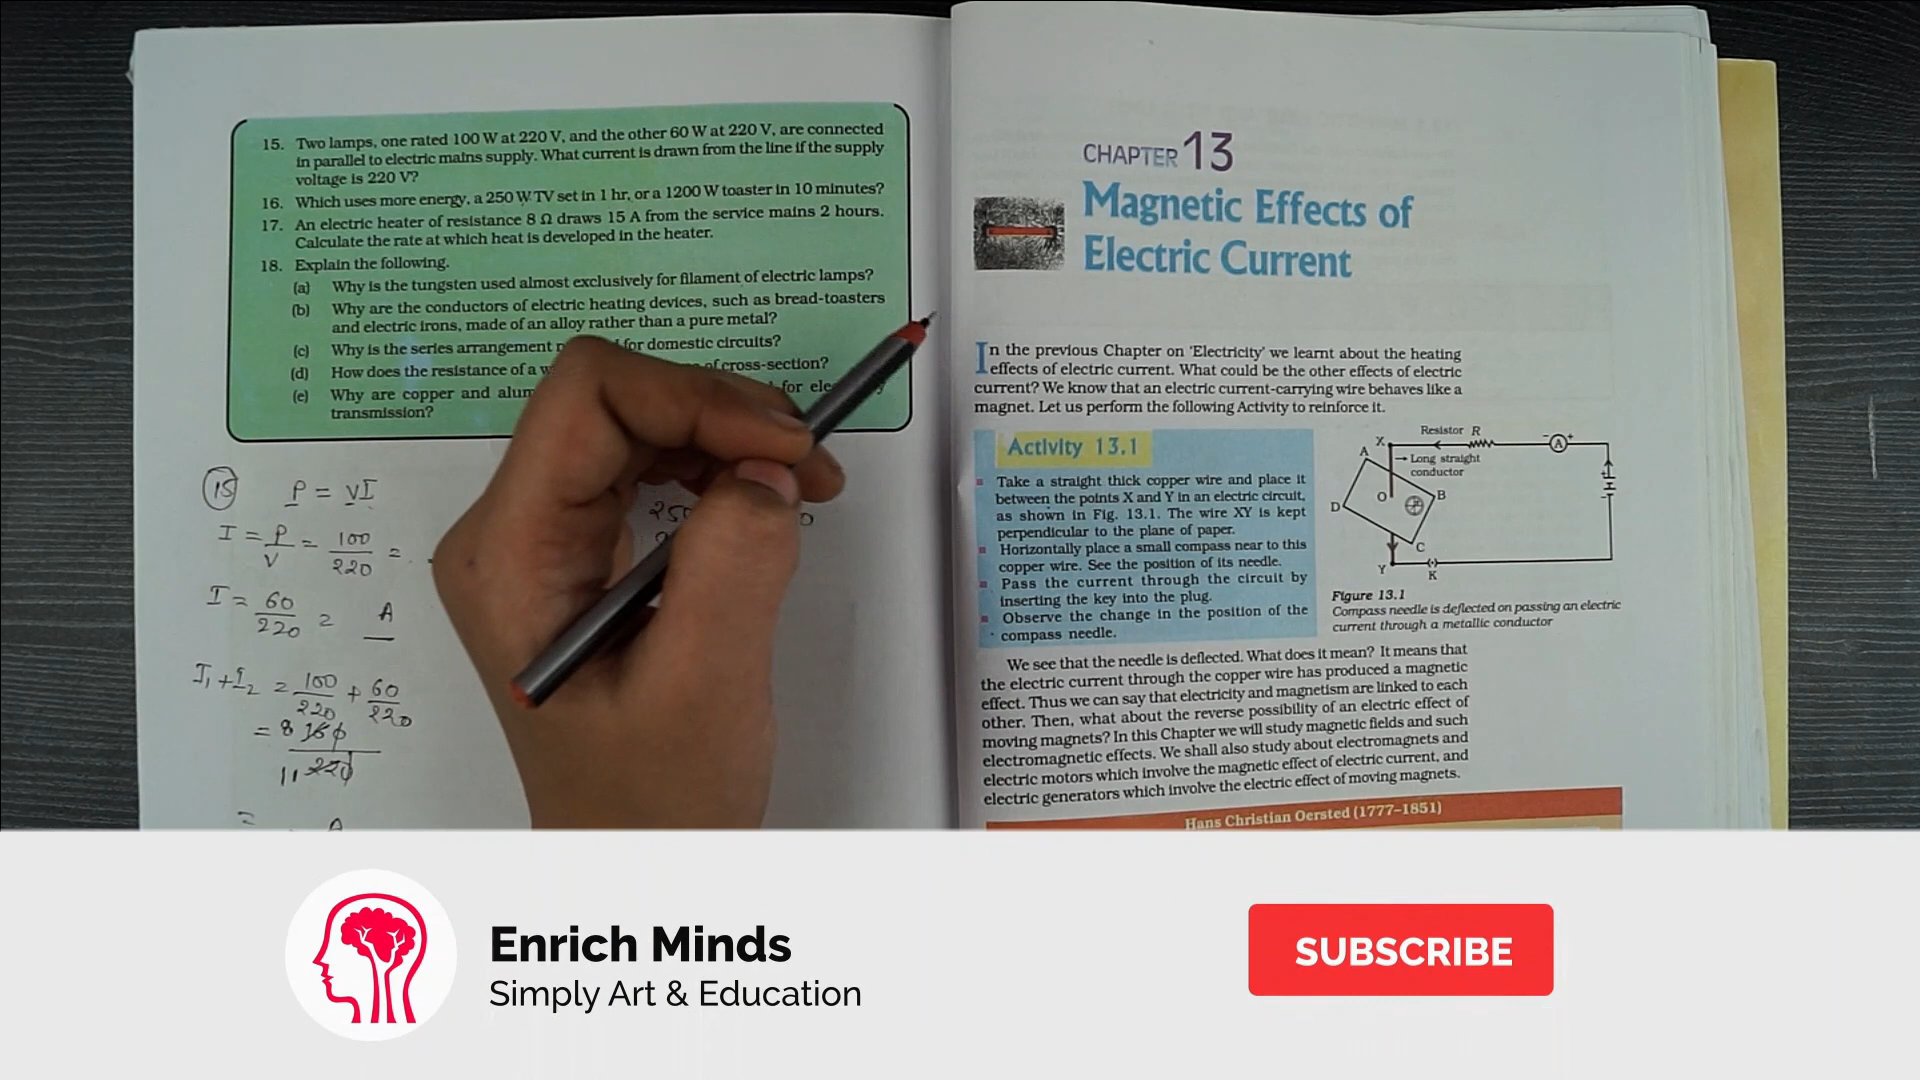 15. Two lamps, one rated 100 W at 220 V, and the other 60 W at 220 V, are connected
in parallel to electric mains supply. What current is drawn from the line if the supply
voltage is 220 V?
16. Which uses more energy, a 250 W TV set in 1 hr, or a 1200 W toaster in 10 minutes?
17. An electric heater of resistance 8 Ω draws 15 A from the service mains 2 hours.
Calculate the rate at which heat is developed in the heater.
18. Explain the following.
(a) Why is the tungsten used almost exclusively for filament of electric lamps?
(b) Why are the conductors of electric heating devices, such as bread-toasters
and electric irons, made of an alloy rather than a pure metal?
(c) Why is the series arrangement for domestic circuits?
(d) How does the resistance of a of cross-section?
(e) Why are copper and for
transmission?
15 P = VI
I = P/V = 100/220 =
I = 60/220 = A
I₁ + I₂ = 100/220 + 60/220
= 8 160
11 220
= A
250
CHAPTER 13
Magnetic Effects of
Electric Current
In the previous Chapter on 'Electricity' we learnt about the heating
effects of electric current. What could be the other effects of electric
current? We know that an electric current-carrying wire behaves like a
magnet. Let us perform the following Activity to reinforce it.
Activity 13.1
Take a straight thick copper wire and place it
between the points X and Y in an electric circuit,
as shown in Fig. 13.1. The wire XY is kept
perpendicular to the plane of paper.
Horizontally place a small compass near to this
copper wire. See the position of its needle.
Pass the current through the circuit by
inserting the key into the plug.
Observe the change in the position of the
compass needle.
Resistor R
X
A
A
Long straight
conductor
O
B
D
C
Y
K
Figure 13.1
Compass needle is deflected on passing an electric
current through a metallic conductor
We see that the needle is deflected. What does it mean? It means that
the electric current through the copper wire has produced a magnetic
effect. Thus we can say that electricity and magnetism are linked to each
other. Then, what about the reverse possibility of an electric effect of
moving magnets? In this Chapter we will study magnetic fields and such
electromagnetic effects. We shall also study about electromagnets and
electric motors which involve the magnetic effect of electric current, and
electric generators which involve the electric effect of moving magnets.
Hans Christian Oersted (1777–1851)
Enrich Minds
Simply Art & Education
SUBSCRIBE